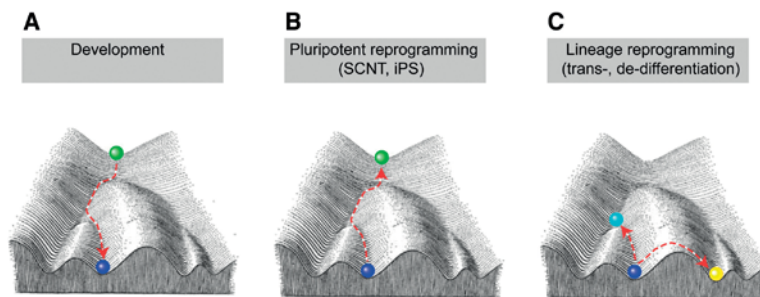 A
Development
B
Pluripotent reprogramming
(SCNT, iPS)
C
Lineage reprogramming
(trans-, de-differentiation)